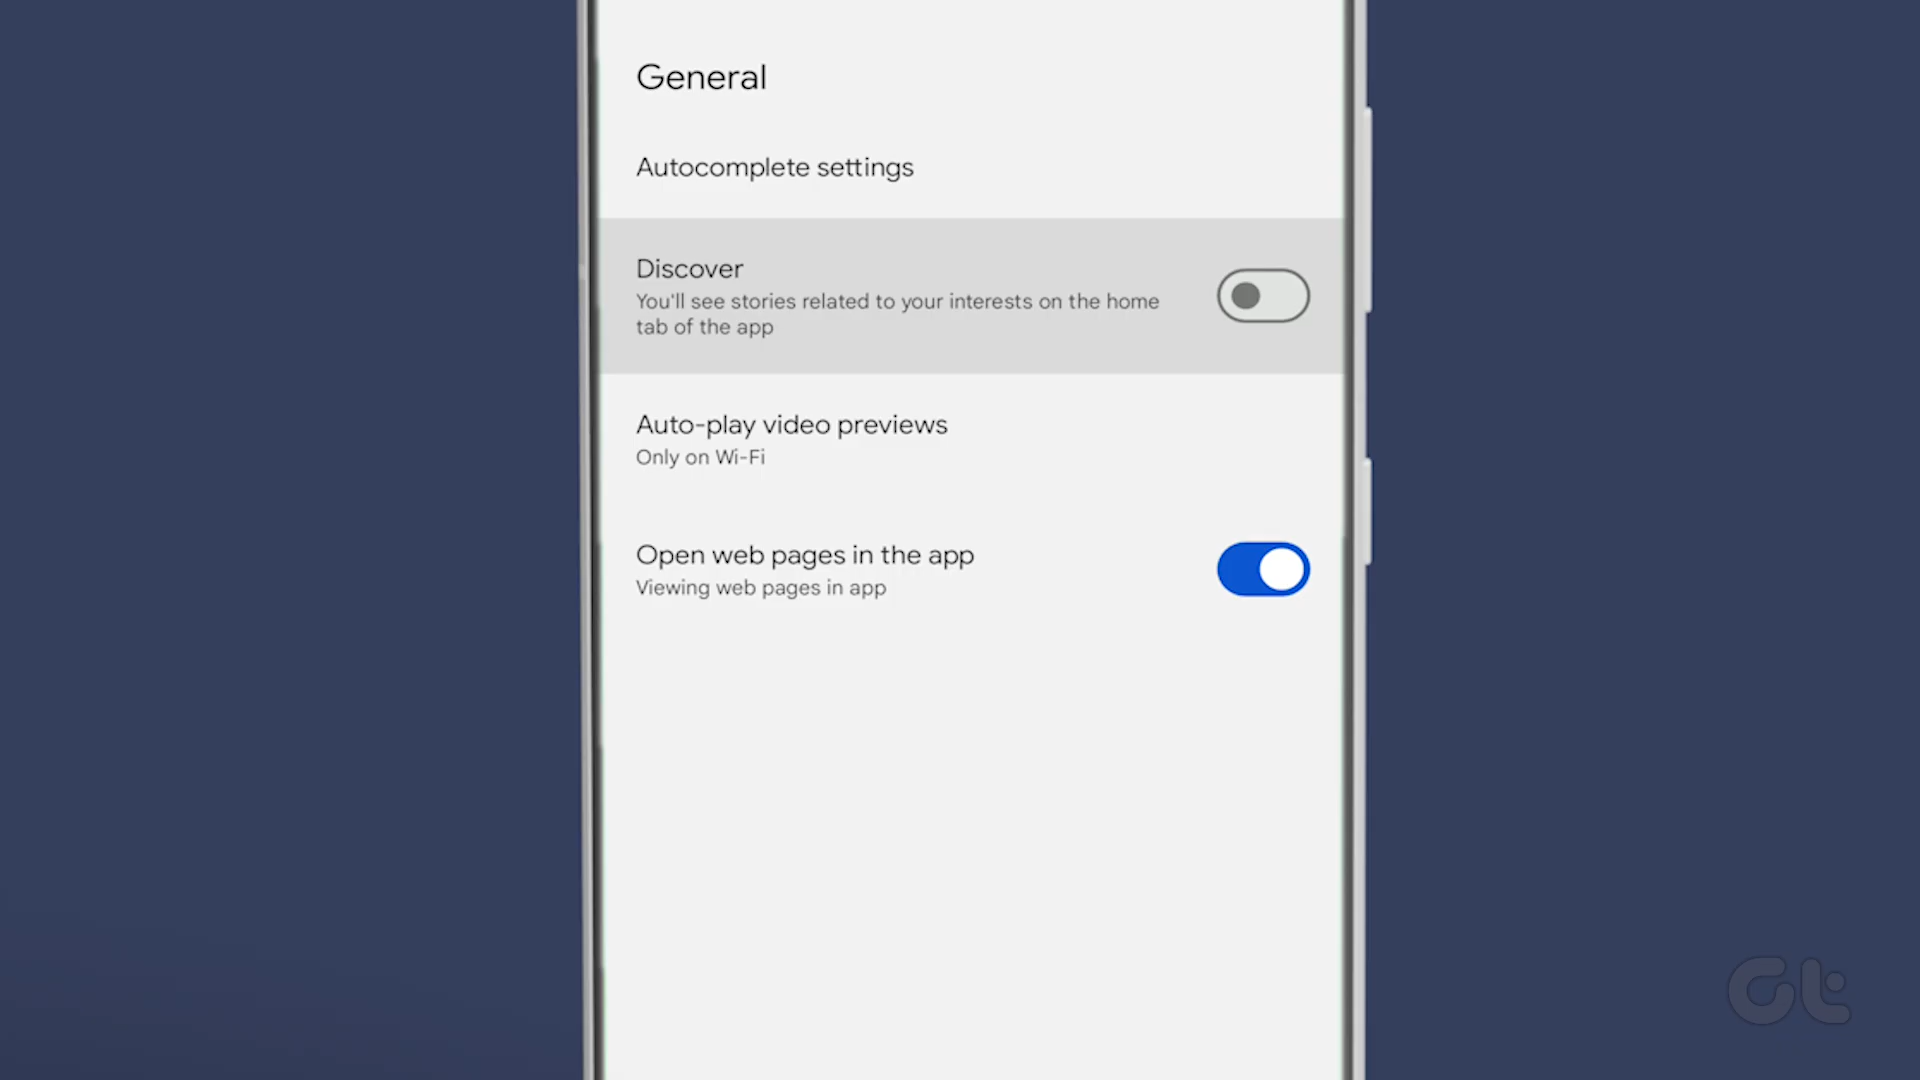 General
Autocomplete settings
Discover
You'll see stories related to your interests on the home
tab of the app
Auto-play video previews
Only on Wi-Fi
Open web pages in the app
Viewing web pages in app
Gt